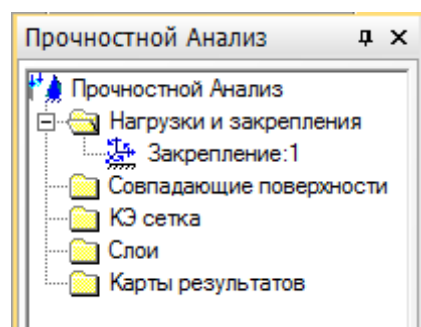 Прочностной Анализ
Прочностной Анализ
Нагрузки и закрепления
Закрепление:1
Совпадающие поверхности
КЭ сетка
Слои
Карты результатов